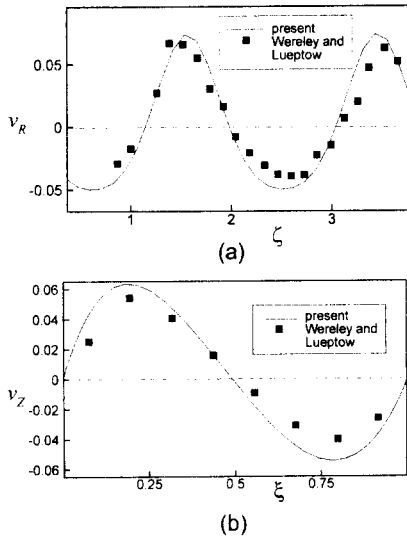 present
Wereley and
Lueptow
0.05
0
-0.05
v_R
1
2
3
ζ
(a)
present
Wereley and
Lueptow
0.06
0.04
0.02
0
-0.02
-0.04
-0.06
v_Z
0.25
0 5
0.75
ξ
(b)